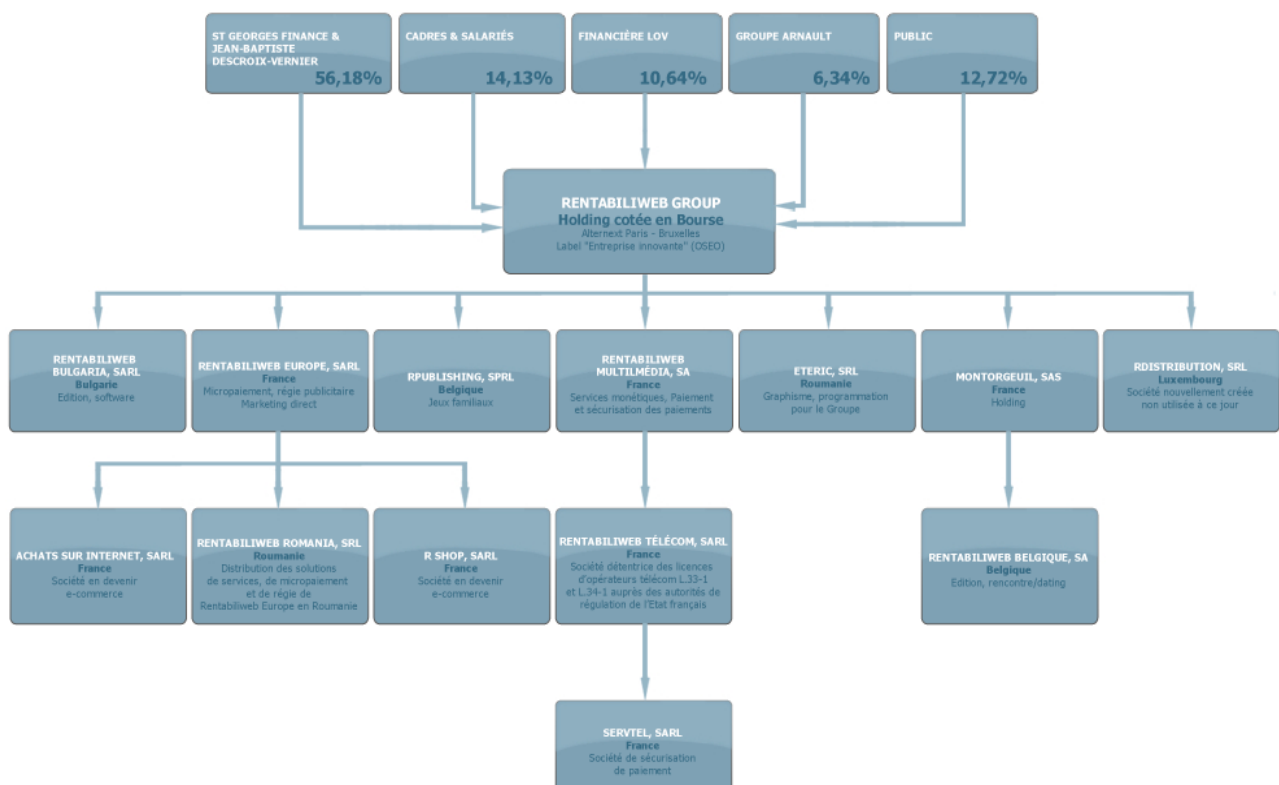 ST GEORGES FINANCE &
JEAN-BAPTISTE
DESCROIX-VERNIER
56,18%
CADRES & SALARIÉS
14,13%
FINANCIÈRE LOV
10,64%
GROUPE ARNAULT
6,34%
PUBLIC
12,72%
RENTABILIWEB GROUP
Holding cotée en Bourse
Alternext Paris - Bruxelles
Label "Entreprise innovante" (OSEO)
RENTABILIWEB
BULGARIA, SARL
Bulgarie
Edition, software
RENTABILIWEB EUROPE, SARL
France
Micropaiement, régie publicitaire
Marketing direct
RPUBLISHING, SPRL
Belgique
Jeux familiaux
RENTABILIWEB
MULTILMÉDIA, SA
France
Services monétiques, Paiement
et sécurisation des paiements
ETERIC, SRL
Roumanie
Graphisme, programmation
pour le Groupe
MONTORGEUIL, SAS
France
Holding
RDISTRIBUTION, SRL
Luxembourg
Société nouvellement créée
non utilisée à ce jour
ACHATS SUR INTERNET, SARL
France
Société en devenir
e-commerce
RENTABILIWEB ROMANIA, SRL
Roumanie
Distribution des solutions
de services, de micropaiement
et de régie de
Rentabiliweb Europe en Roumanie
R SHOP, SARL
France
Société en devenir
e-commerce
RENTABILIWEB TÉLÉCOM, SARL
France
Société détentrice des licences
d'opérateurs télécom L.33-1
et L.34-1 auprès des autorités de
régulation de l'Etat français
RENTABILIWEB BELGIQUE, SA
Belgique
Edition, rencontre/dating
SERVTEL, SARL
France
Société de sécurisation
de paiement